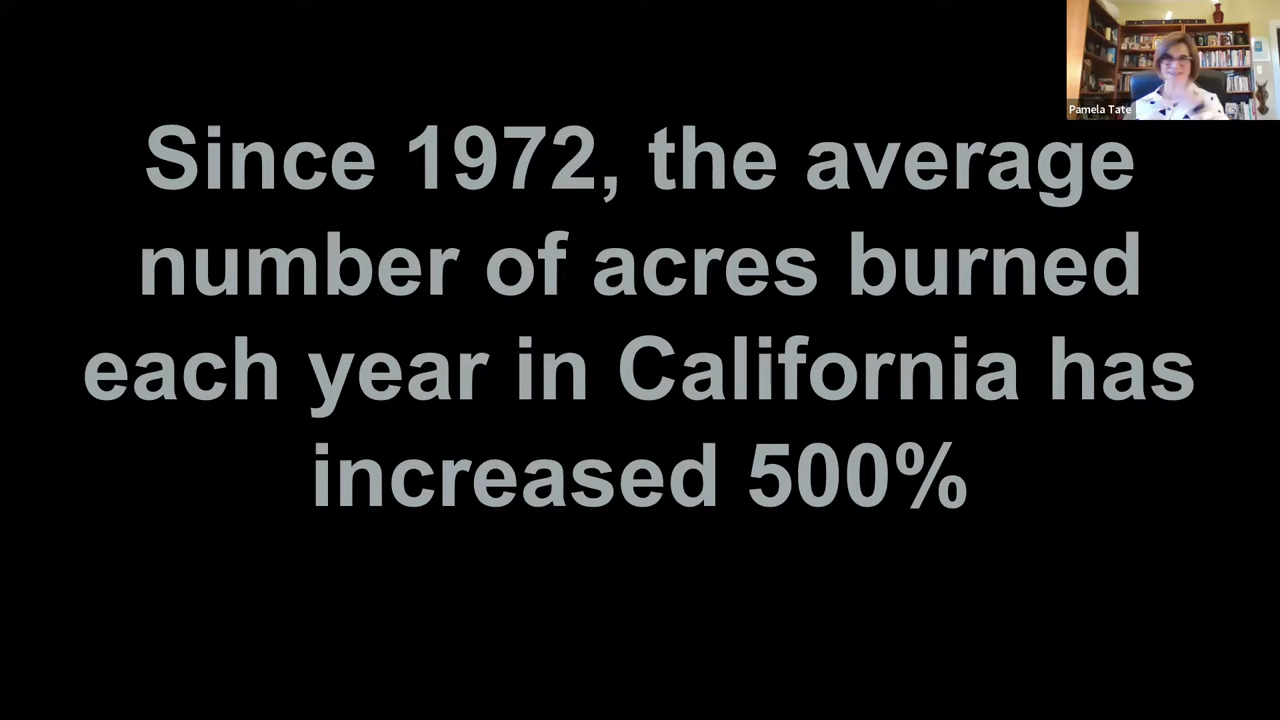 Pamela Tate
Since 1972, the average
number of acres burned
each year in California has
increased 500%